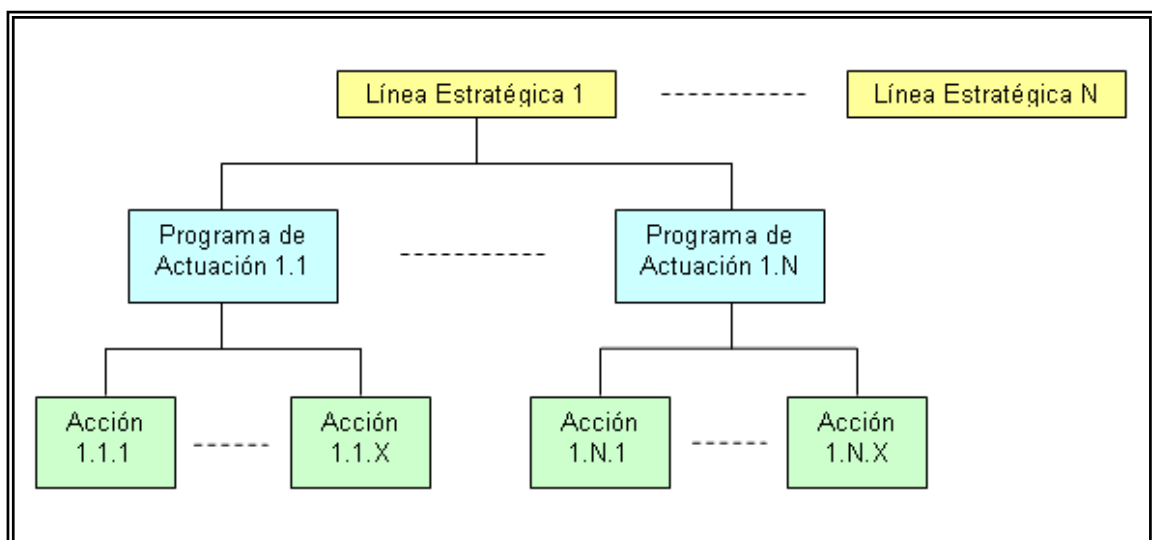 Línea Estratégica 1
Línea Estratégica N
Programa de
Actuación 1.1
Programa de
Actuación 1.N
Acción
1.1.1
Acción
1.1.X
Acción
1.N.1
Acción
1.N.X